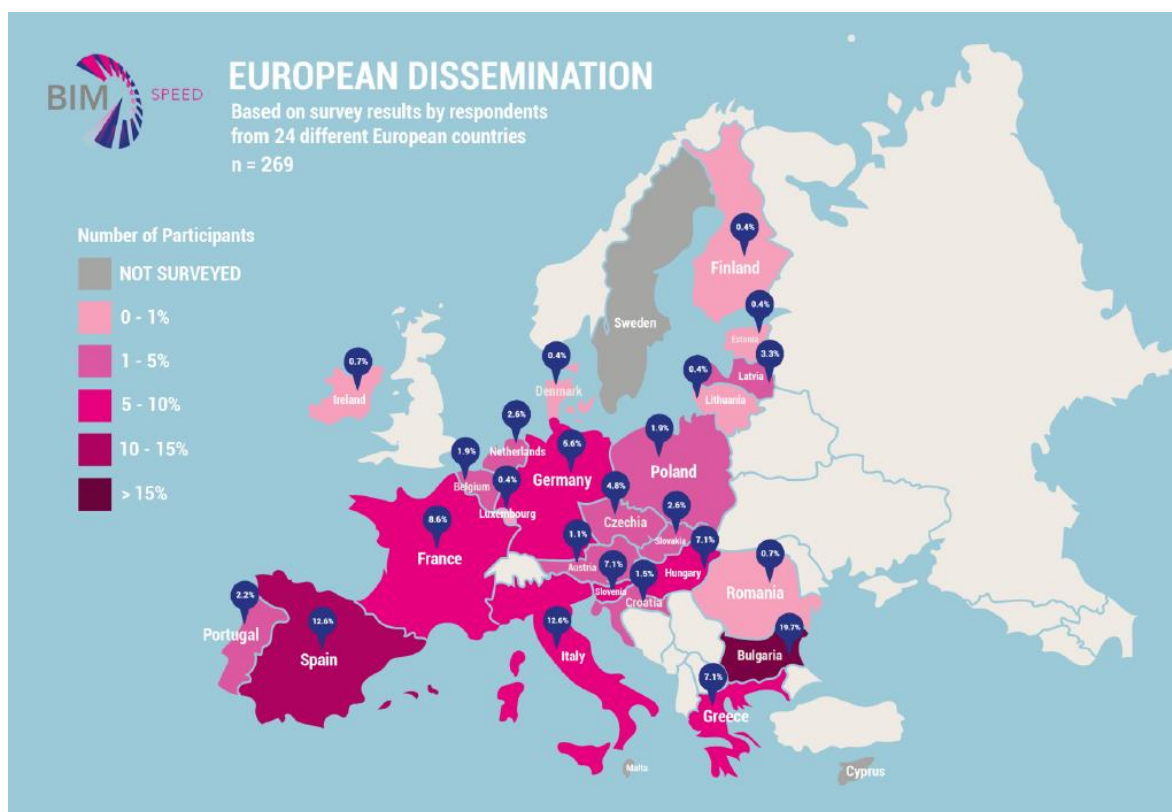 BIM SPEED
EUROPEAN DISSEMINATION
Based on survey results by respondents
from 24 different European countries
n = 269
Number of Participants
NOT SURVEYED
0 - 1%
1 - 5%
5 - 10%
10 - 15%
> 15%
0.4%
Finland
Sweden
0.4%
Estonia
3.3%
Latvia
0.4%
Lithuania
0.7%
Ireland
0.4%
Denmark
2.6%
Netherlands
1.9%
Belgium
0.4%
Luxembourg
5.6%
Germany
1.9%
Poland
4.8%
Czechia
2.6%
Slovakia
8.6%
France
1.1%
Austria
7.1%
Slovenia
1.5%
Croatia
7.1%
Hungary
0.7%
Romania
2.2%
Portugal
12.6%
Spain
12.6%
Italy
19.7%
Bulgaria
7.1%
Greece
Malta
Cyprus